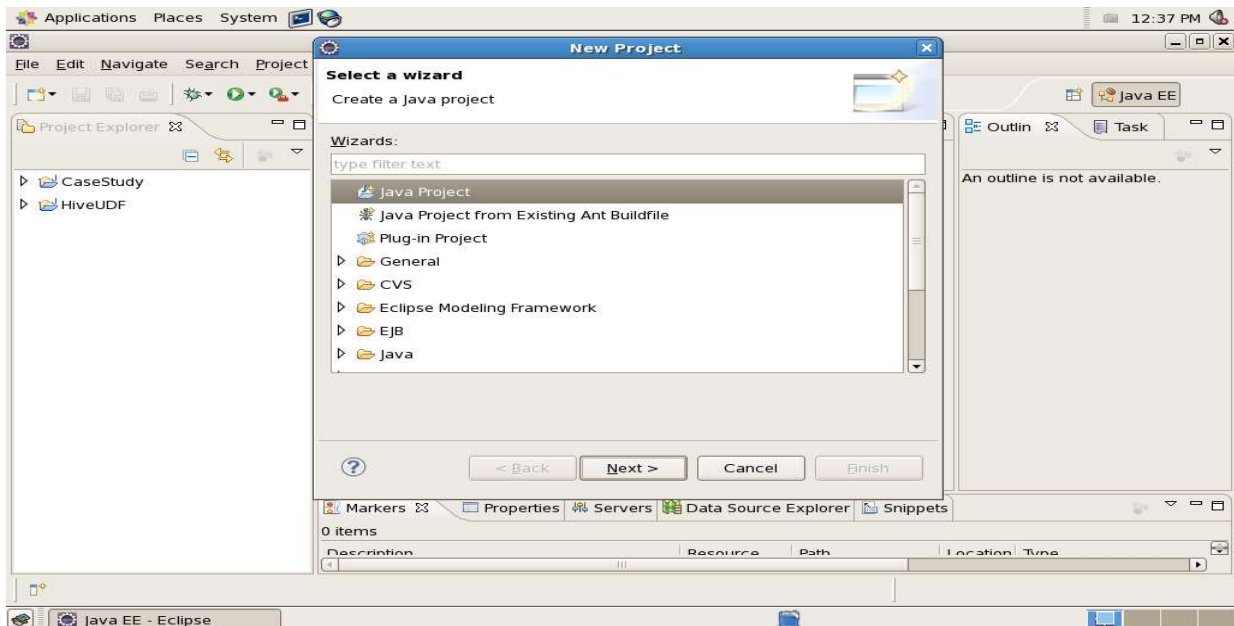 Applications Places System
12:37 PM
New Project
File Edit Navigate Search Project
Select a wizard
Create a Java project
Java EE
Project Explorer
Outlin
Task
Wizards:
type filter text
CaseStudy
HiveUDF
An outline is not available.
Java Project
Java Project from Existing Ant Buildfile
Plug-in Project
General
CVS
Eclipse Modeling Framework
EJB
Java
< Back
Next >
Cancel
Finish
Markers
Properties
Servers
Data Source Explorer
Snippets
0 items
Description
Resource
Path
Location
Type
Java EE - Eclipse